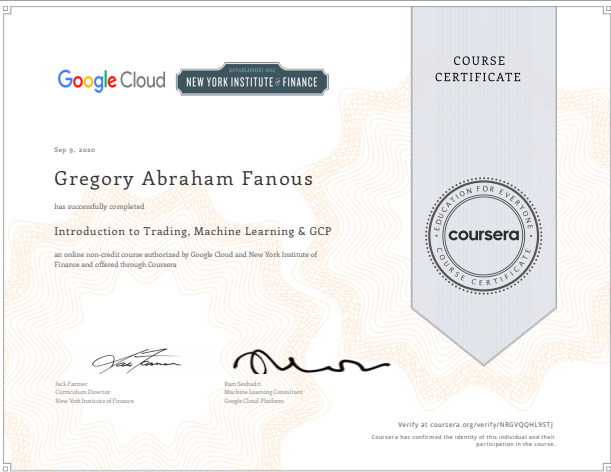 COURSE
CERTIFICATE
Google Cloud
NEW YORK INSTITUTE OF FINANCE
Sep 9, 2020
Gregory Abraham Fanous
has successfully completed
Introduction to Trading, Machine Learning & GCP
an online non-credit course authorized by Google Cloud and New York Institute of
Finance and offered through Coursera
EDUCATION FOR EVERYONE
coursera
COURSE CERTIFICATE
Jack Farmer
Curriculum Director
New York Institute of Finance
Ram Seshadri
Machine Learning Consultant
Google Cloud Platform
Verify at coursera.org/verify/NRGVQQHL9STJ
Coursera has confirmed the identity of this individual and their
participation in the course.